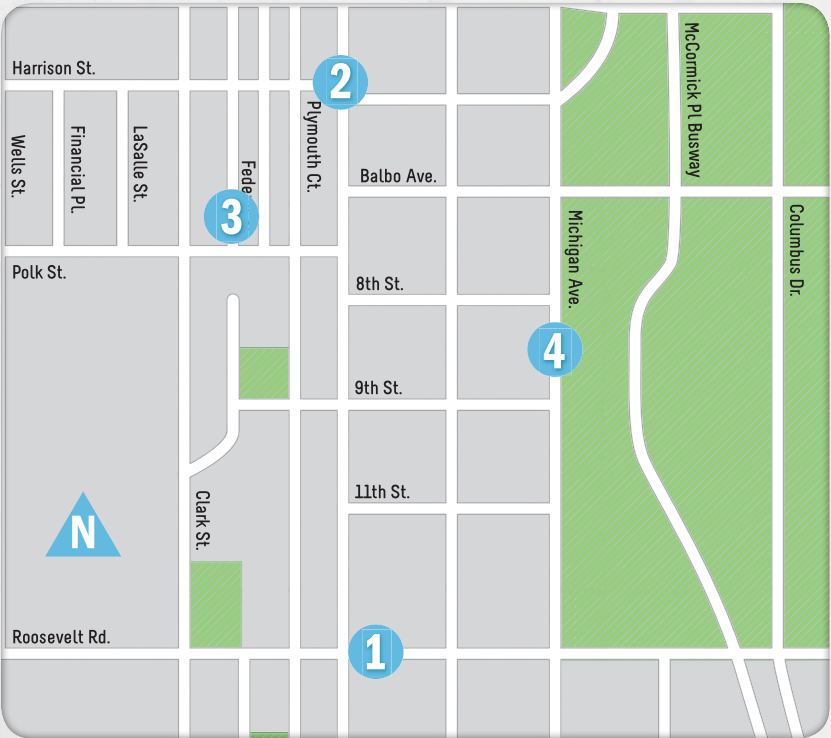 Harrison St.
2
McCormick Pl Busway
Wells St.
Financial Pl.
LaSalle St.
Plymouth Ct.
Balbo Ave.
3
Michigan Ave.
Columbus Dr.
Polk St.
8th St.
4
9th St.
11th St.
Clark St.
N
Roosevelt Rd.
1